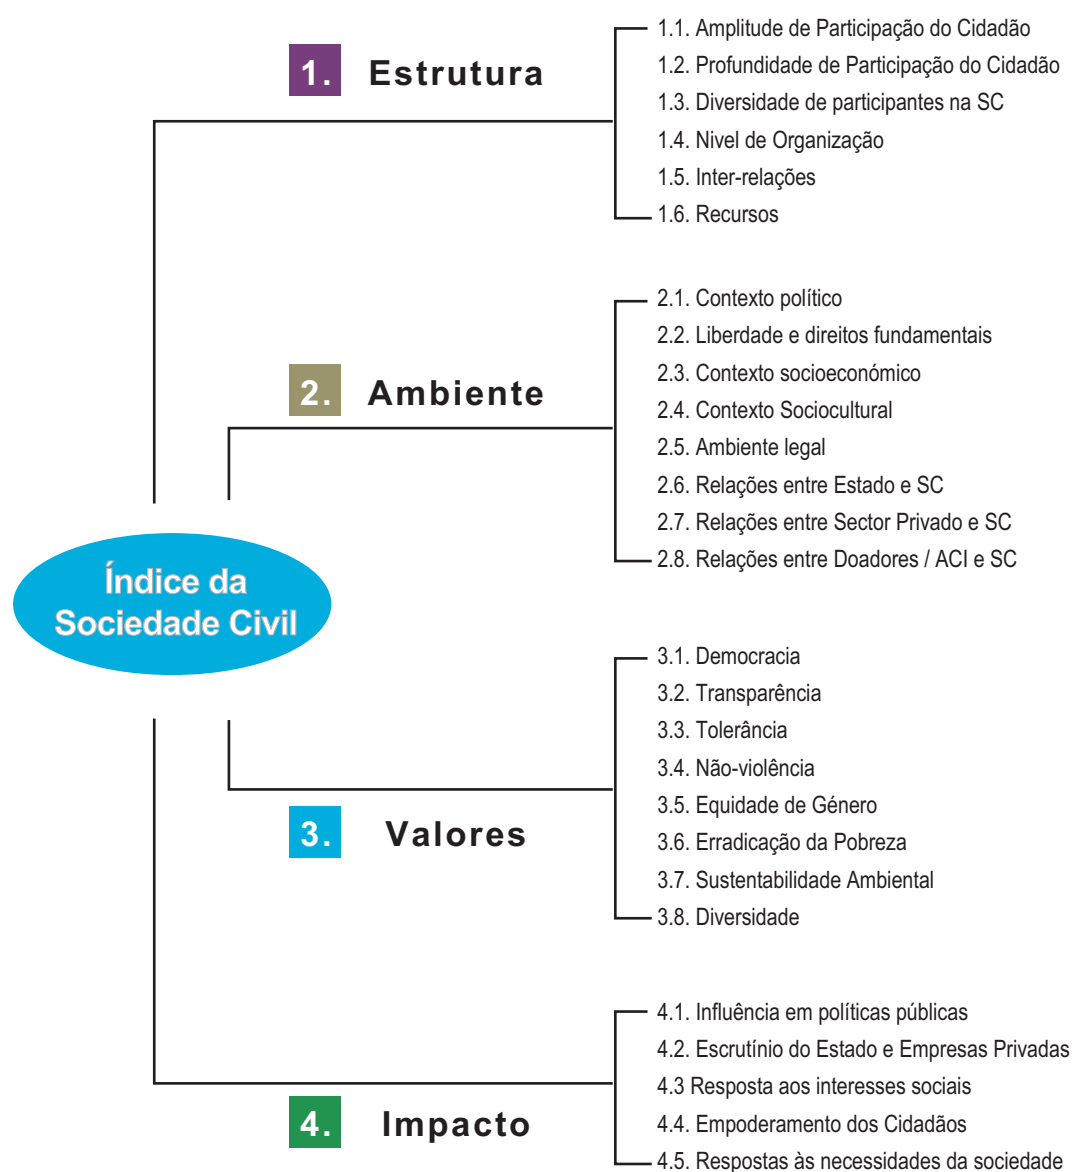 1. Estrutura
1.1. Amplitude de Participação do Cidadão
1.2. Profundidade de Participação do Cidadão
1.3. Diversidade de participantes na SC
1.4. Nivel de Organização
1.5. Inter-relações
1.6. Recursos
2. Ambiente
2.1. Contexto político
2.2. Liberdade e direitos fundamentais
2.3. Contexto socioeconómico
2.4. Contexto Sociocultural
2.5. Ambiente legal
2.6. Relações entre Estado e SC
2.7. Relações entre Sector Privado e SC
2.8. Relações entre Doadores / ACI e SC
Índice da
Sociedade Civil
3. Valores
3.1. Democracia
3.2. Transparência
3.3. Tolerância
3.4. Não-violência
3.5. Equidade de Género
3.6. Erradicação da Pobreza
3.7. Sustentabilidade Ambiental
3.8. Diversidade
4. Impacto
4.1. Influência em políticas públicas
4.2. Escrutínio do Estado e Empresas Privadas
4.3 Resposta aos interesses sociais
4.4. Empoderamento dos Cidadãos
4.5. Respostas às necesidades da sociedade